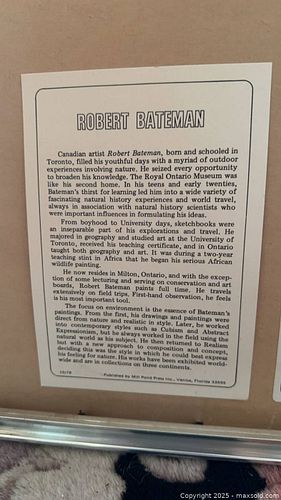 ROBERT BATEMAN
Canadian artist Robert Bateman, born and schooled in
Toronto, filled his youthful days with a myriad of outdoor
experiences involving nature. He seized every opportunity
to broaden his knowledge. The Royal Ontario Museum was
like his second home. In his teens and early twenties,
Bateman's thirst for learning led him into a wide variety of
fascinating natural history experiences and world travel,
always in association with natural history scientists who
were important influences in formulating his ideas.
From boyhood to University days, sketchbooks were
an inseparable part of his explorations and travel. He
majored in geography and studied art at the University of
Toronto, received his teaching certificate, and in Ontario
taught both geography and art. It was during a two-year
teaching stint in Africa that he began his serious African
wildlife painting.
He now resides in Milton, Ontario, and with the excep-
tion of some lecturing and serving on conservation and art
boards, Robert Bateman paints full time. He travels
extensively on field trips. First-hand observation, he feels
is his most important tool.
The focus on environment is the essence of Bateman's
paintings. From the first, his drawings and paintings were
direct from nature and realistic in style. Later, he worked
into contemporary styles such as Cubism and Abstract
Expressionism, but he always worked in the field using the
natural world as his subject. He then returned to Realism
but with a new approach to composition and concept,
deciding this was the style in which he could best express
his feeling for nature. His works have been exhibited world-
wide and are in collections on three continents.
10/78
Published by Mill Pond Press Inc., Venice, Florida 33595
Copyright 2025 - maxsold.com